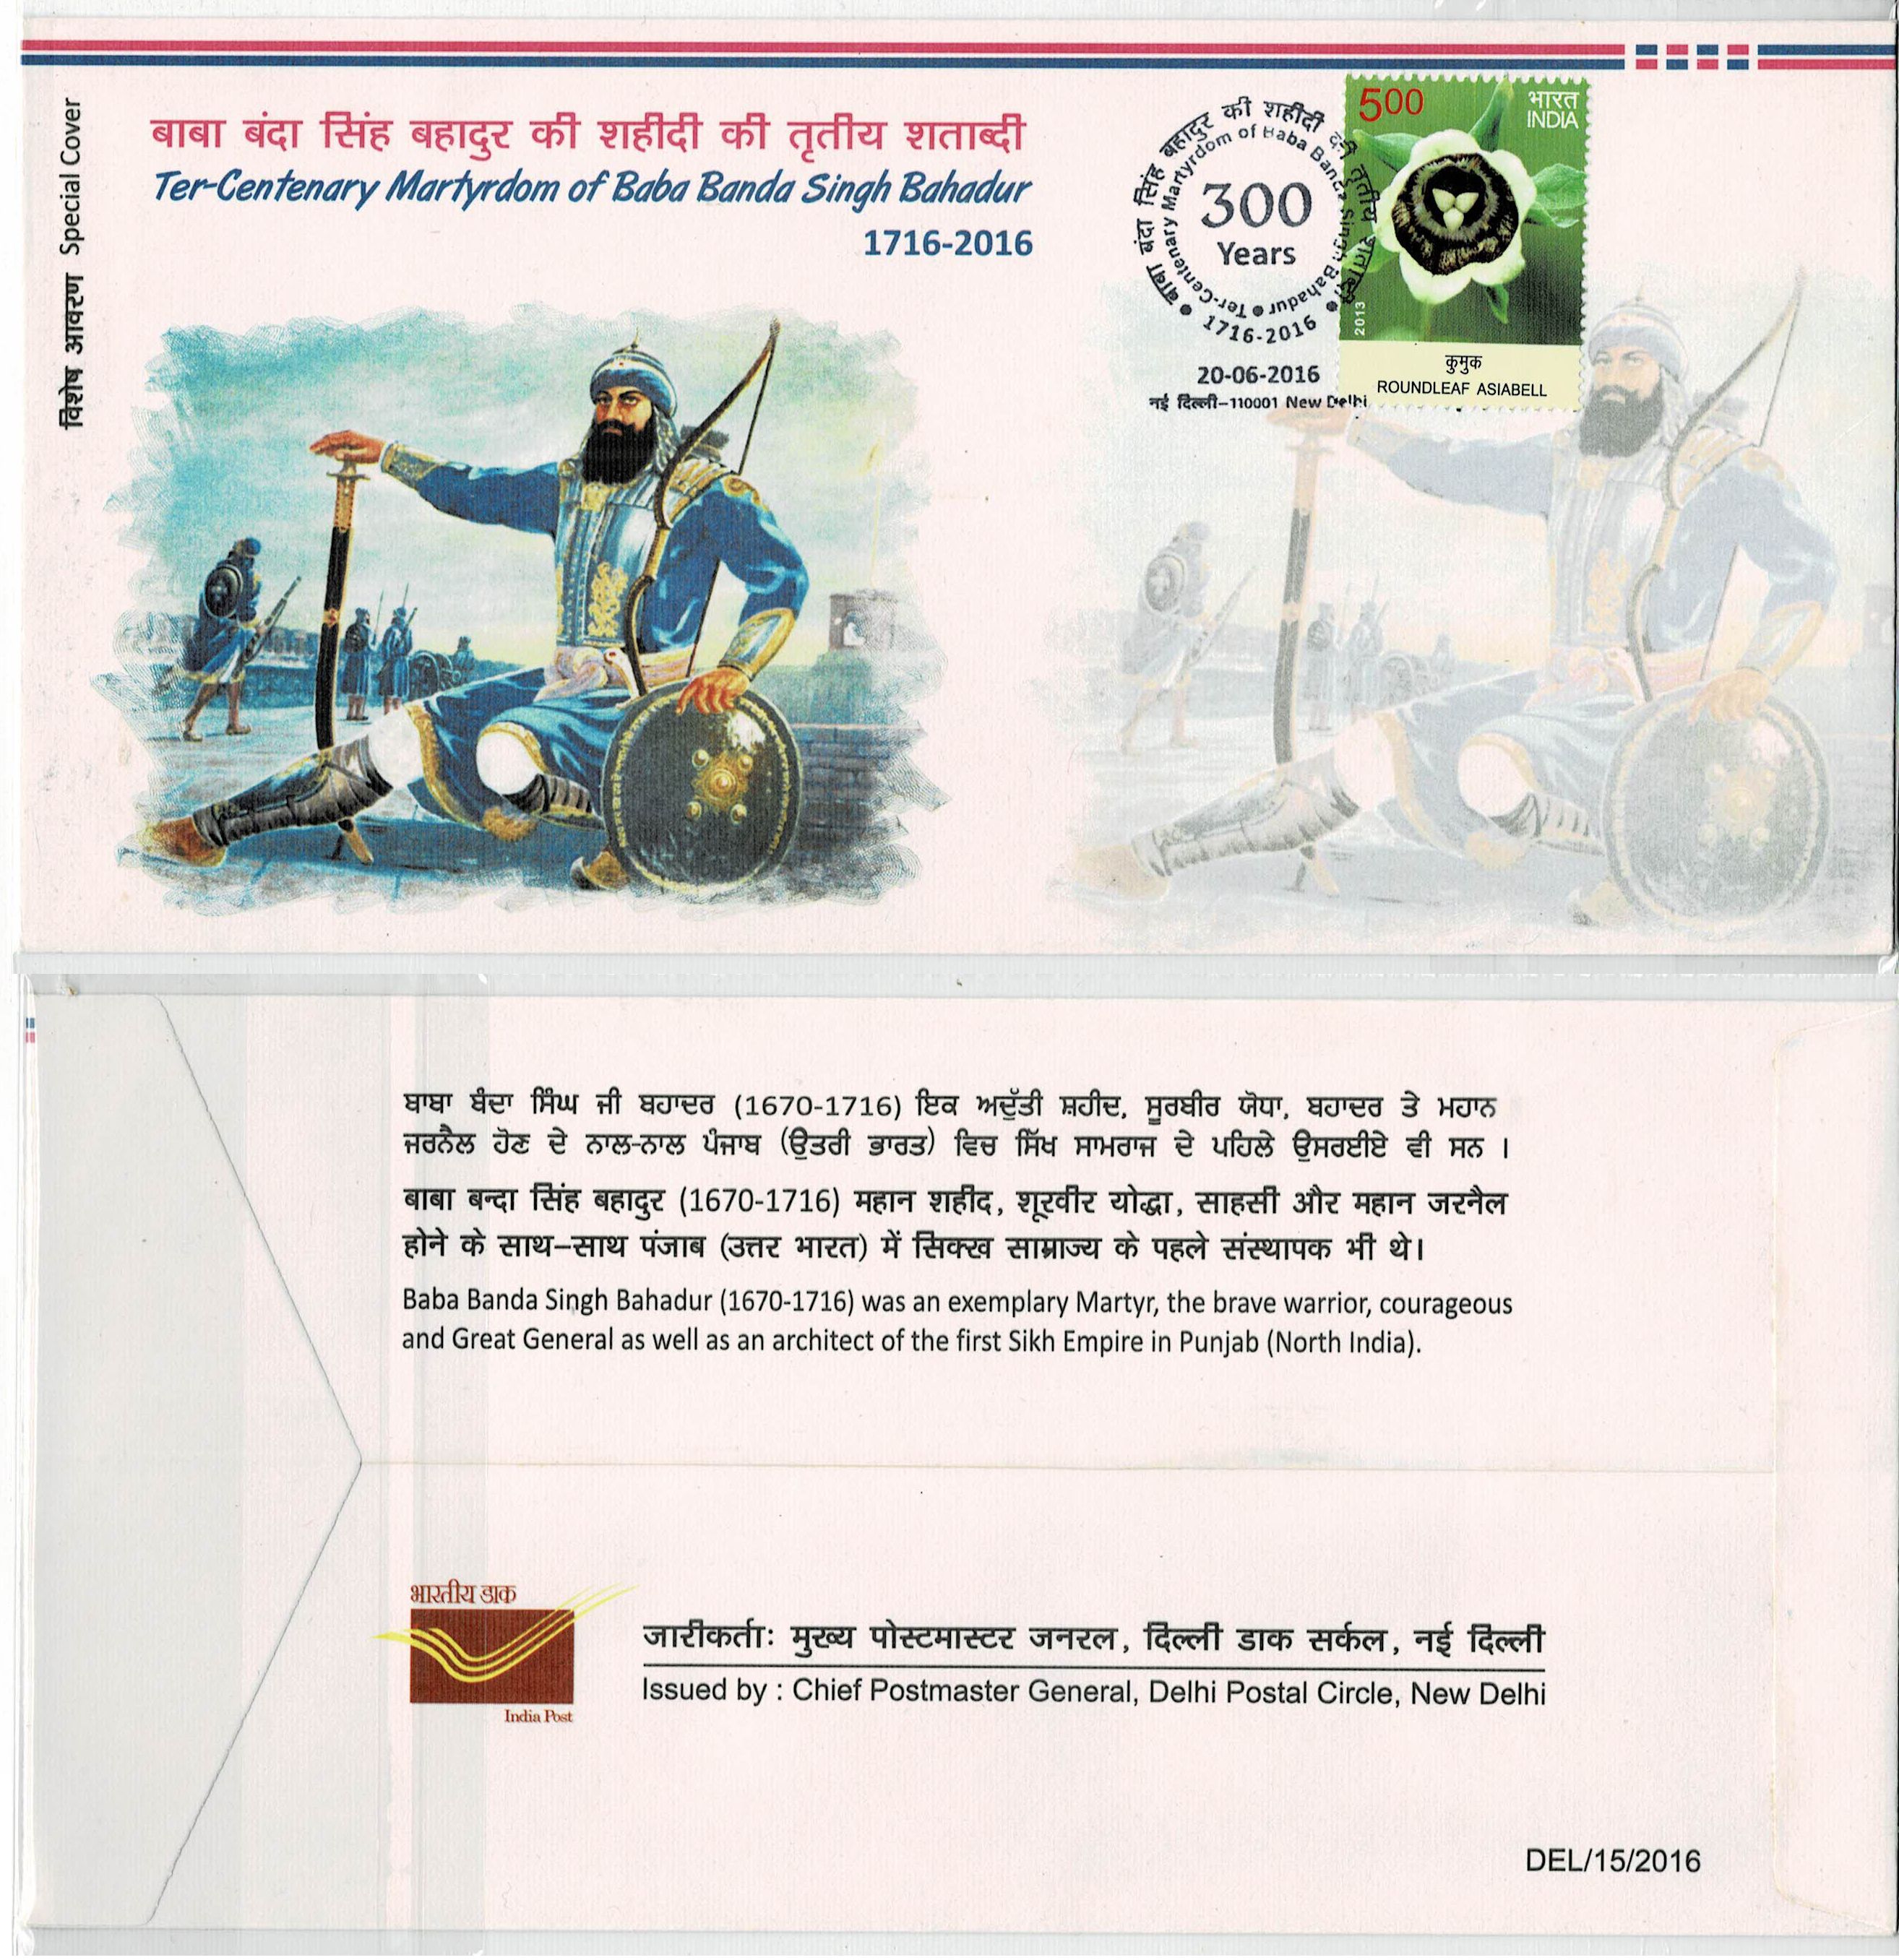 विशेष आवरण Special Cover
बाबा बंदा सिंह बहादुर की शहीदी की तृतीय शताब्दी
Ter-Centenary Martyrdom of Baba Banda Singh Bahadur
1716-2016
बाबा बंदा सिंह बहादुर की शहीदी की तृतीय शताब्दी
Ter-Centenary Martyrdom of Baba Banda Singh Bahadur
300
Years
1716-2016
20-06-2016
नई दिल्ली-110001 New Delhi
500
भारत
INDIA
2013
कुमुक
ROUNDLEAF ASIABELL
ਬਾਬਾ ਬੰਦਾ ਸਿੰਘ ਜੀ ਬਹਾਦਰ (1670-1716) ਇਕ ਅਦੁੱਤੀ ਸ਼ਹੀਦ, ਸੂਰਬੀਰ ਯੋਧਾ, ਬਹਾਦਰ ਤੇ ਮਹਾਨ
ਜਰਨੈਲ ਹੋਣ ਦੇ ਨਾਲ-ਨਾਲ ਪੰਜਾਬ (ਉਤਰੀ ਭਾਰਤ) ਵਿਚ ਸਿੱਖ ਸਾਮਰਾਜ ਦੇ ਪਹਿਲੇ ਉਸਰਈਏ ਵੀ ਸਨ ।
बाबा बन्दा सिंह बहादुर (1670-1716) महान शहीद, शूरवीर योद्धा, साहसी और महान जरनैल
होने के साथ-साथ पंजाब (उत्तर भारत) में सिक्ख साम्राज्य के पहले संस्थापक भी थे।
Baba Banda Singh Bahadur (1670-1716) was an exemplary Martyr, the brave warrior, courageous
and Great General as well as an architect of the first Sikh Empire in Punjab (North India).
भारतीय डाक
India Post
जारीकर्ताः मुख्य पोस्टमास्टर जनरल, दिल्ली डाक सर्कल, नई दिल्ली
Issued by : Chief Postmaster General, Delhi Postal Circle, New Delhi
DEL/15/2016